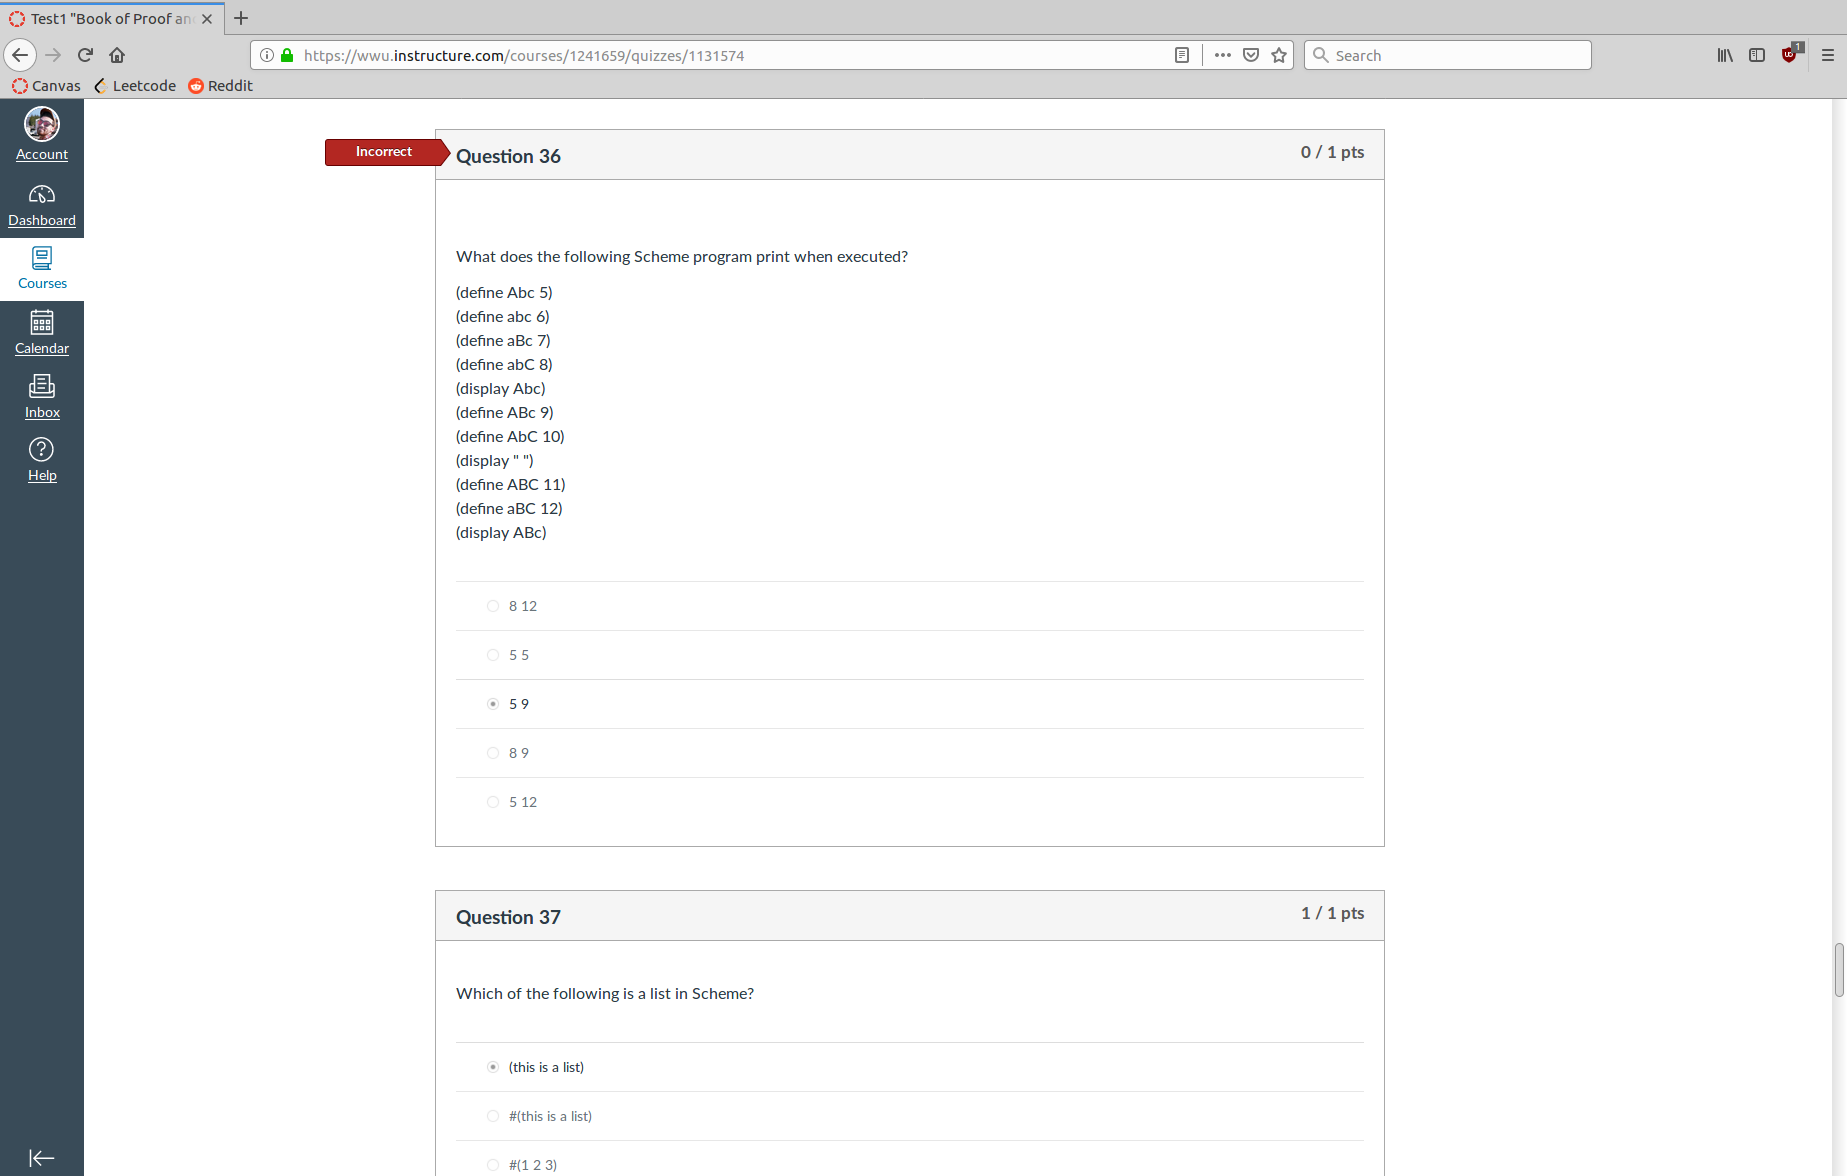 Test1 "Book of Proof an
Search
https://wwu.instructure.com/courses/1241659/quizzes/1131574
1
Canvas
Leetcode
Reddit
Account
Dashboard
Courses
Calendar
Inbox
Help
Incorrect
Question 36
0 / 1 pts
What does the following Scheme program print when executed?
(define Abc 5)
(define abc 6)
(define aBc 7)
(define abC 8)
(display Abc)
(define ABc 9)
(define AbC 10)
(display " ")
(define ABC 11)
(define aBC 12)
(display ABc)
8 12
5 5
5 9
8 9
5 12
Question 37
1 / 1 pts
Which of the following is a list in Scheme?
(this is a list)
#(this is a list)
#(1 2 3)